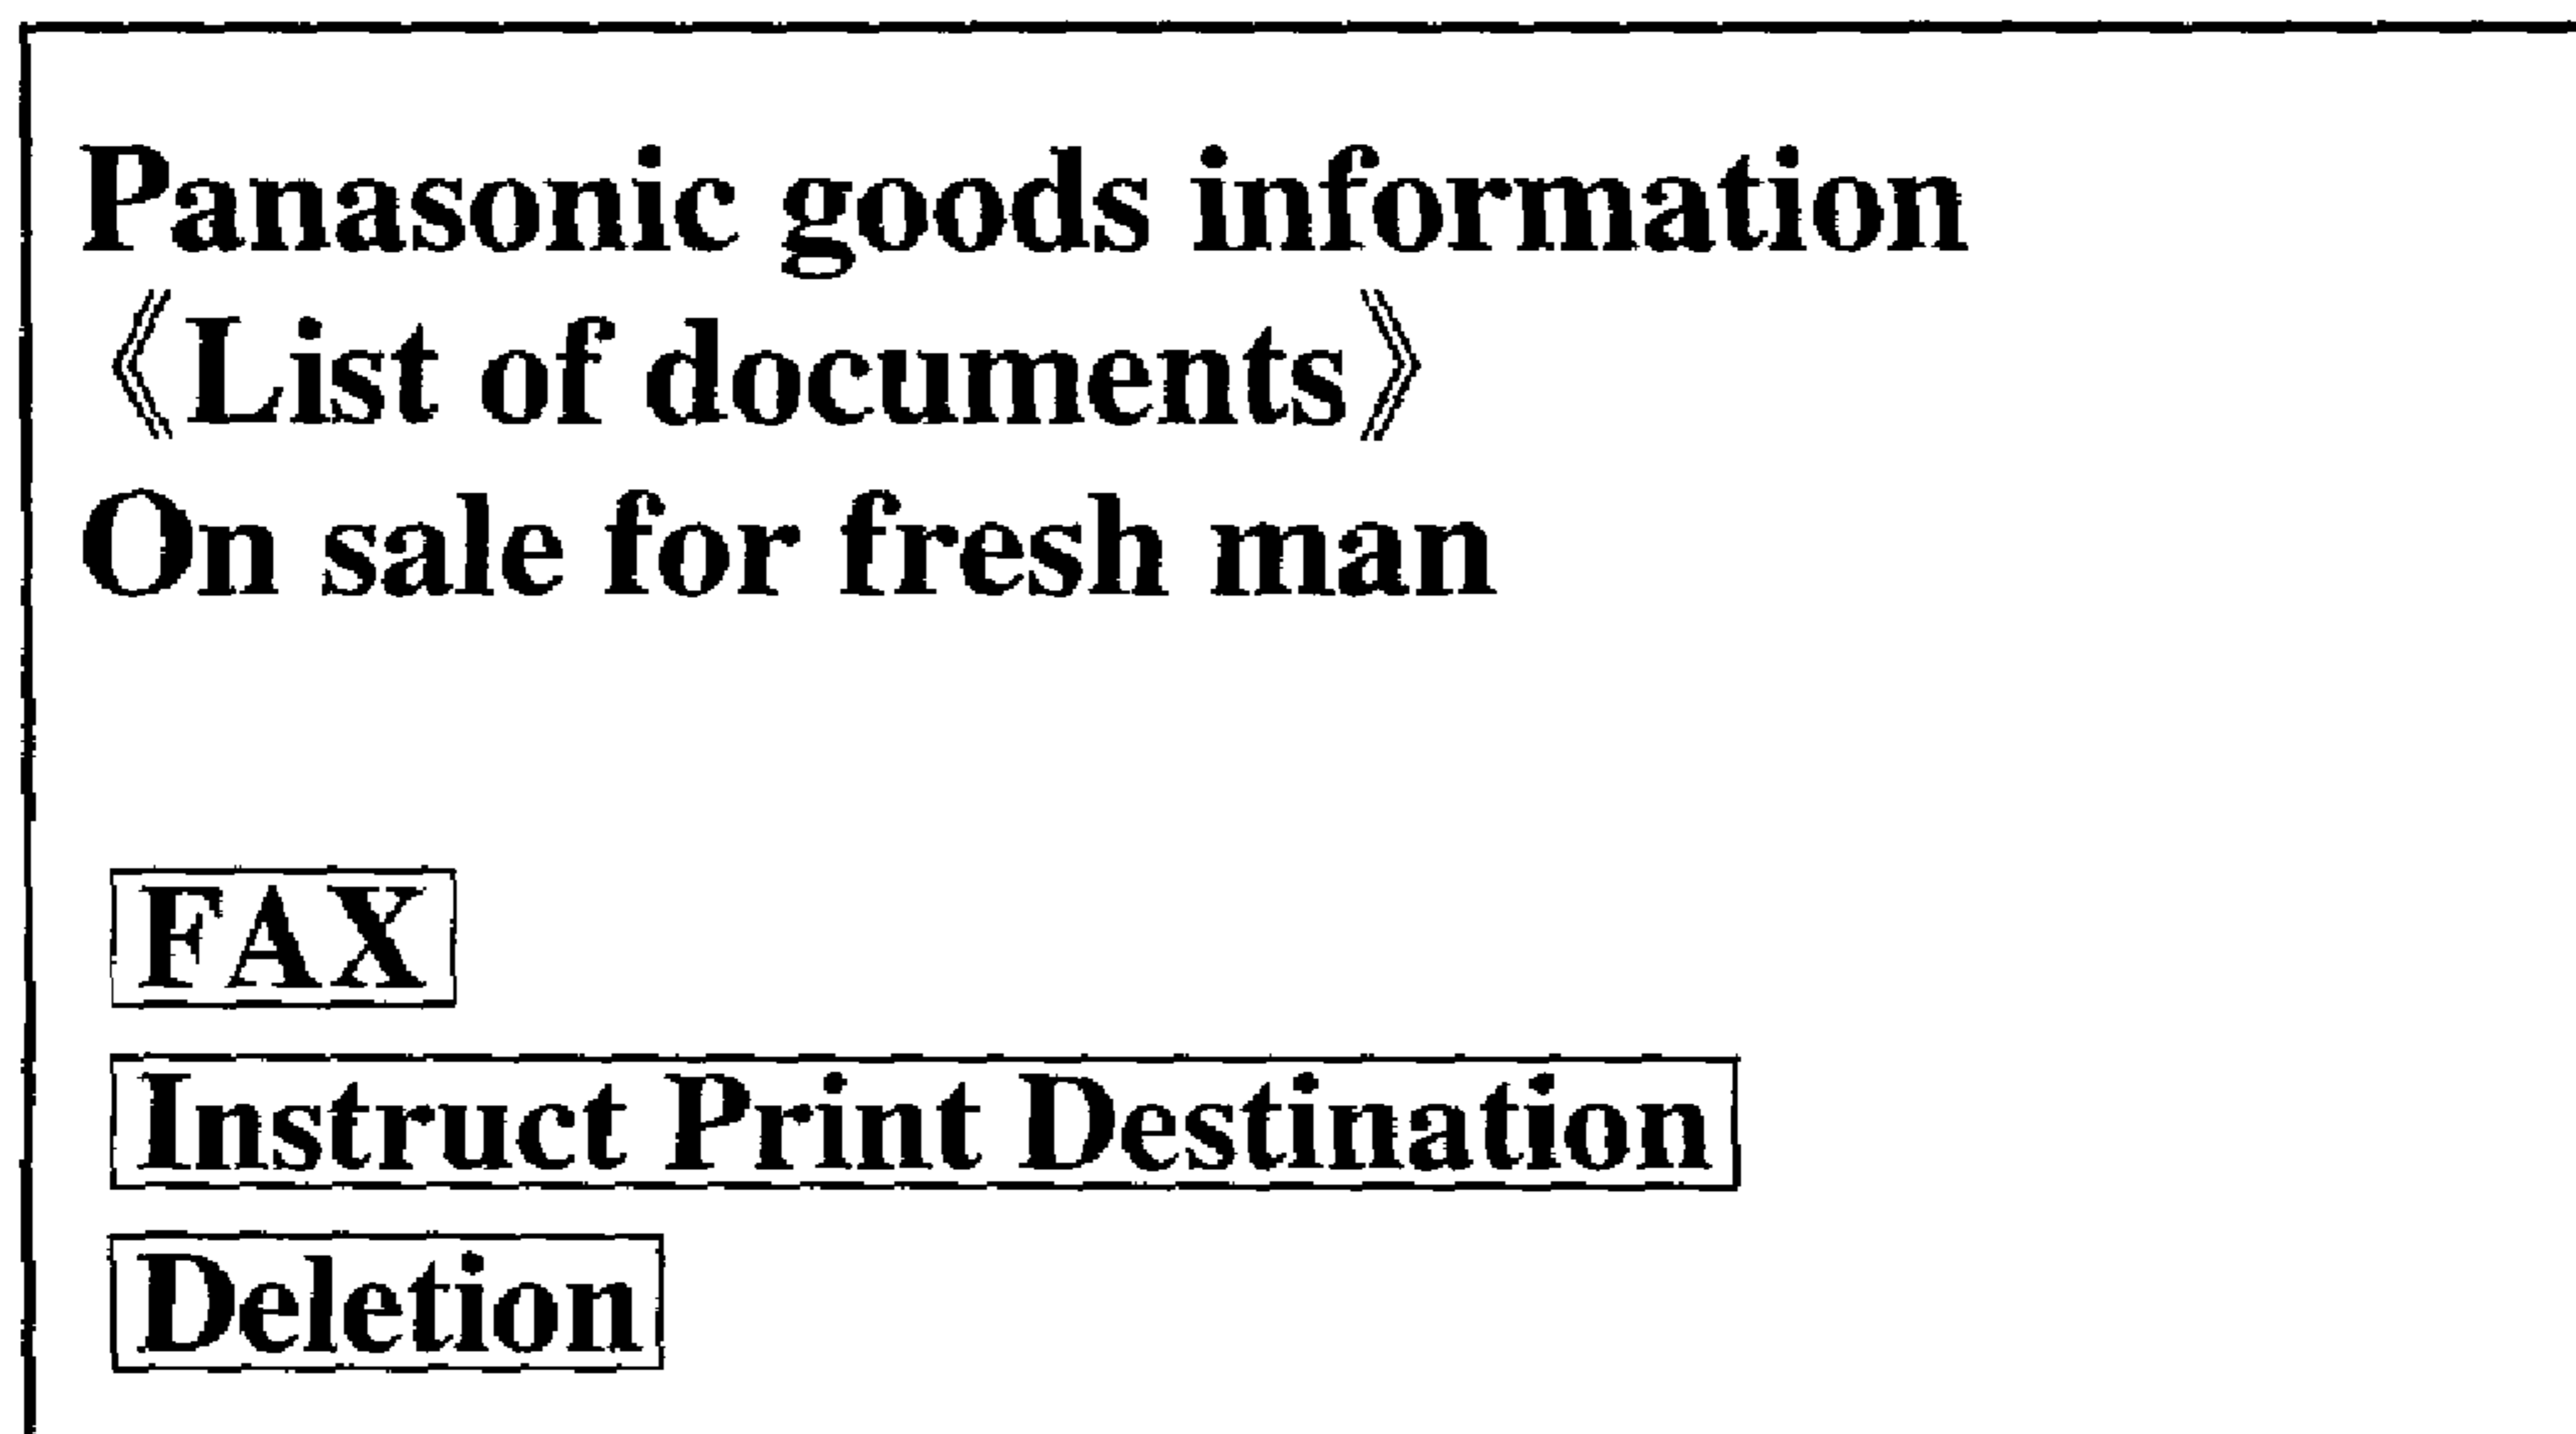 Panasonic goods information
《List of documents》
On sale for fresh man
FAX
Instruct Print Destination
Deletion